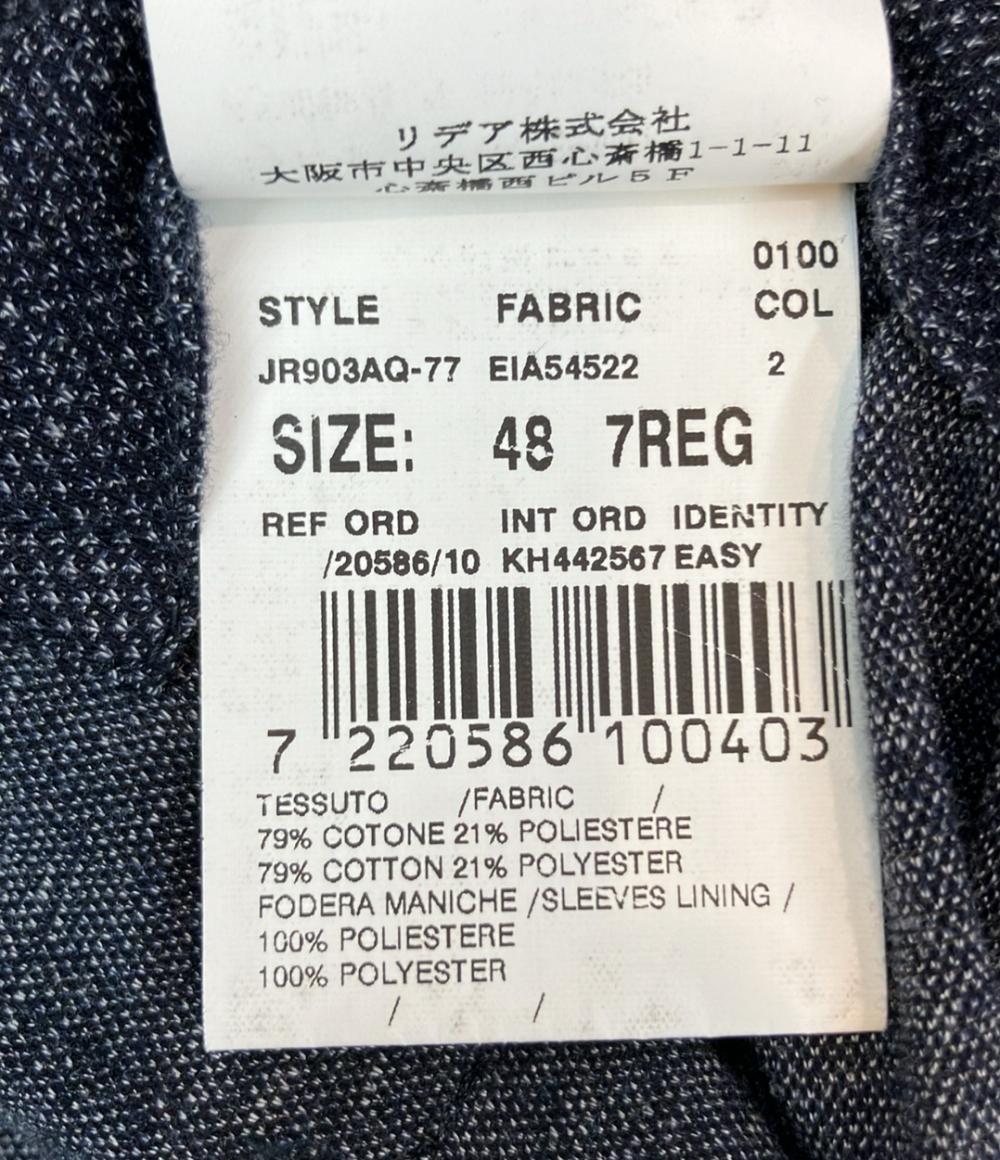 リデア株式会社
大阪市中央区西心斎橋1-1-11
心斎橋西ビル5F
0100
STYLE FABRIC COL
JR903AQ-77 EIA54522 2
SIZE: 48 7REG
REF ORD INT ORD IDENTITY
/20586/10 KH442567 EASY
7 220586 100403
TESSUTO /FABRIC /
79% COTONE 21% POLIESTERE
79% COTTON 21% POLYESTER
FODERA MANICHE /SLEEVES LINING /
100% POLIESTERE
100% POLYESTER
/ /